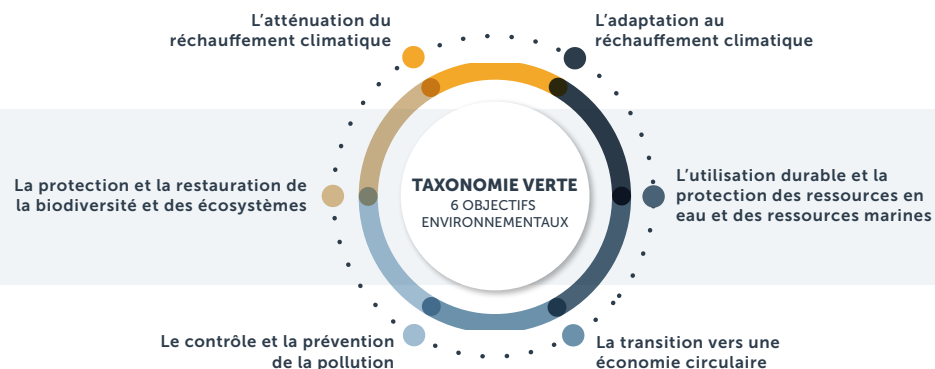 L'atténuation du
réchauffement climatique
L'adaptation au
réchauffement climatique
La protection et la restauration de
la biodiversité et des écosystèmes
TAXONOMIE VERTE
6 OBJECTIFS
ENVIRONNEMENTAUX
L'utilisation durable et la
protection des ressources en
eau et des ressources marines
Le contrôle et la prévention
de la pollution
La transition vers une
économie circulaire